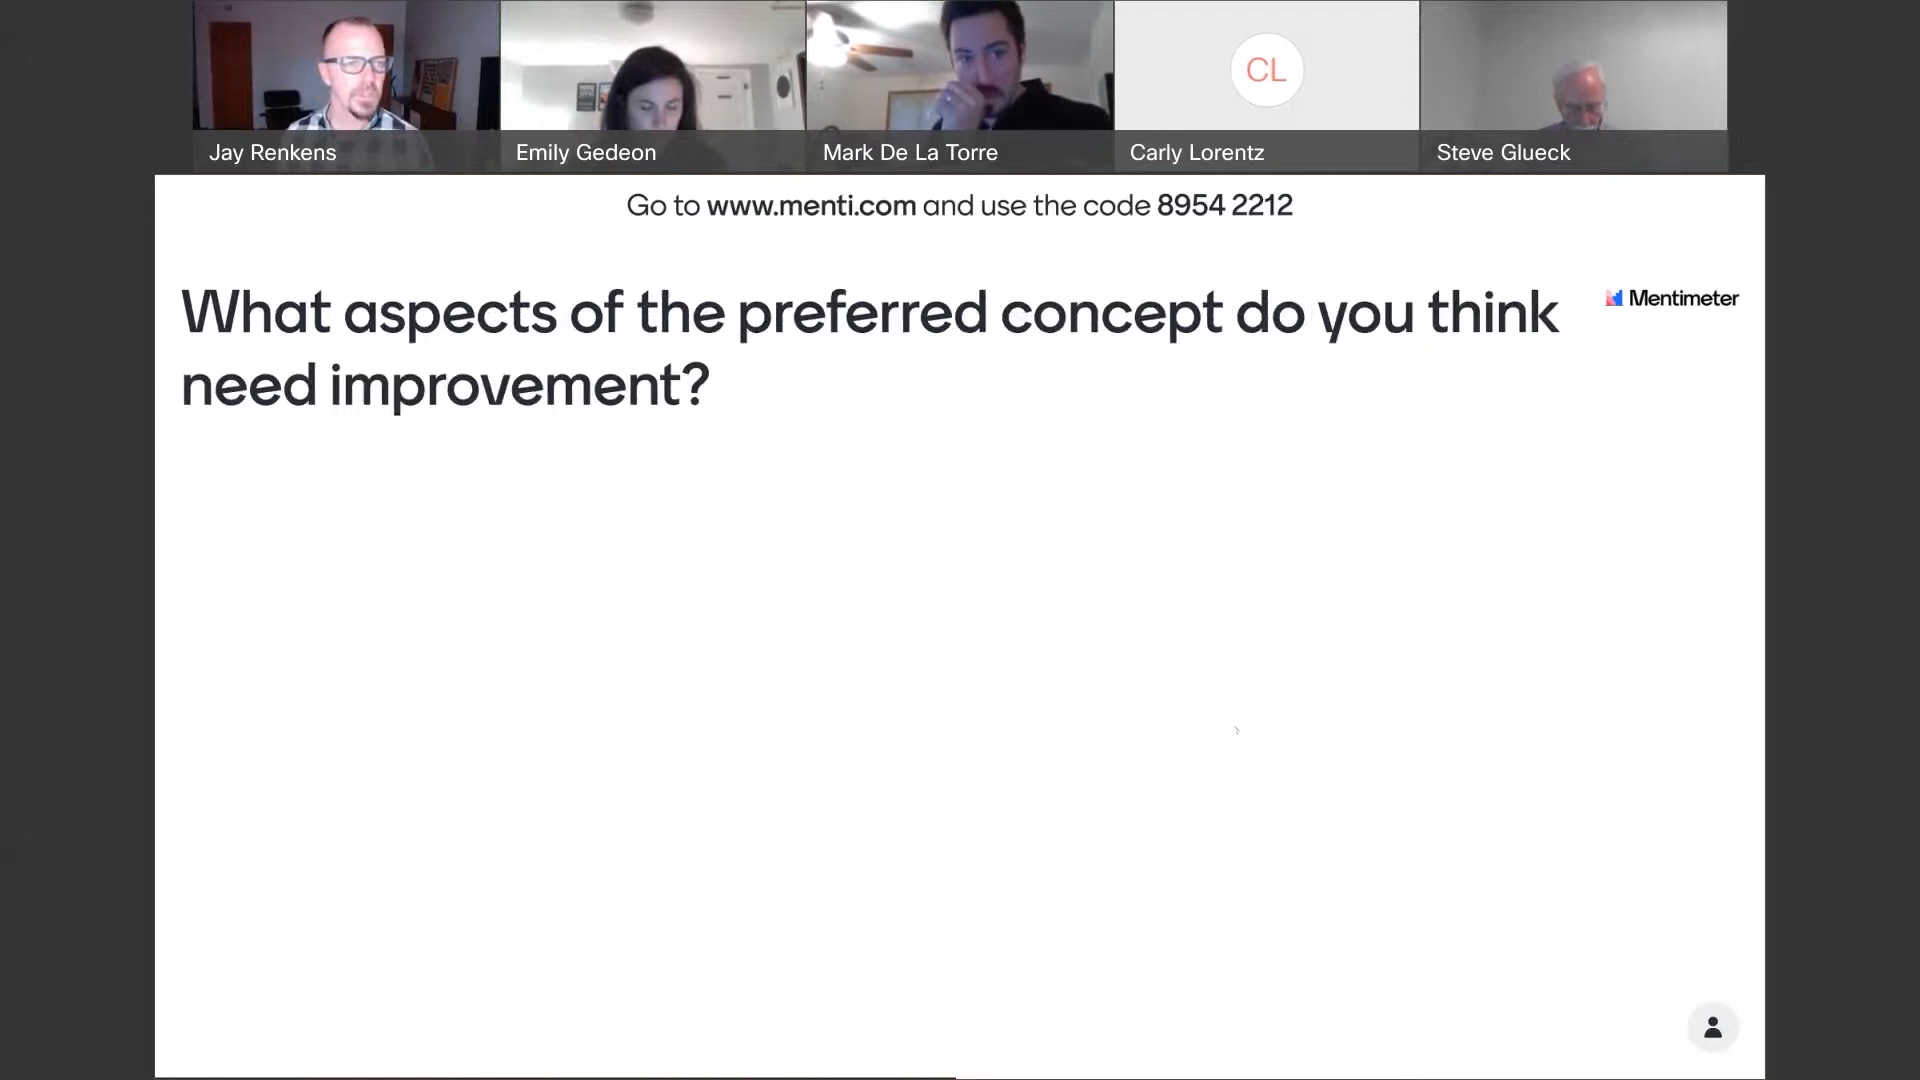 Jay Renkens
Emily Gedeon
Mark De La Torre
CL
Carly Lorentz
Steve Glueck
Go to www.menti.com and use the code 8954 2212
What aspects of the preferred concept do you think
need improvement?
Mentimeter